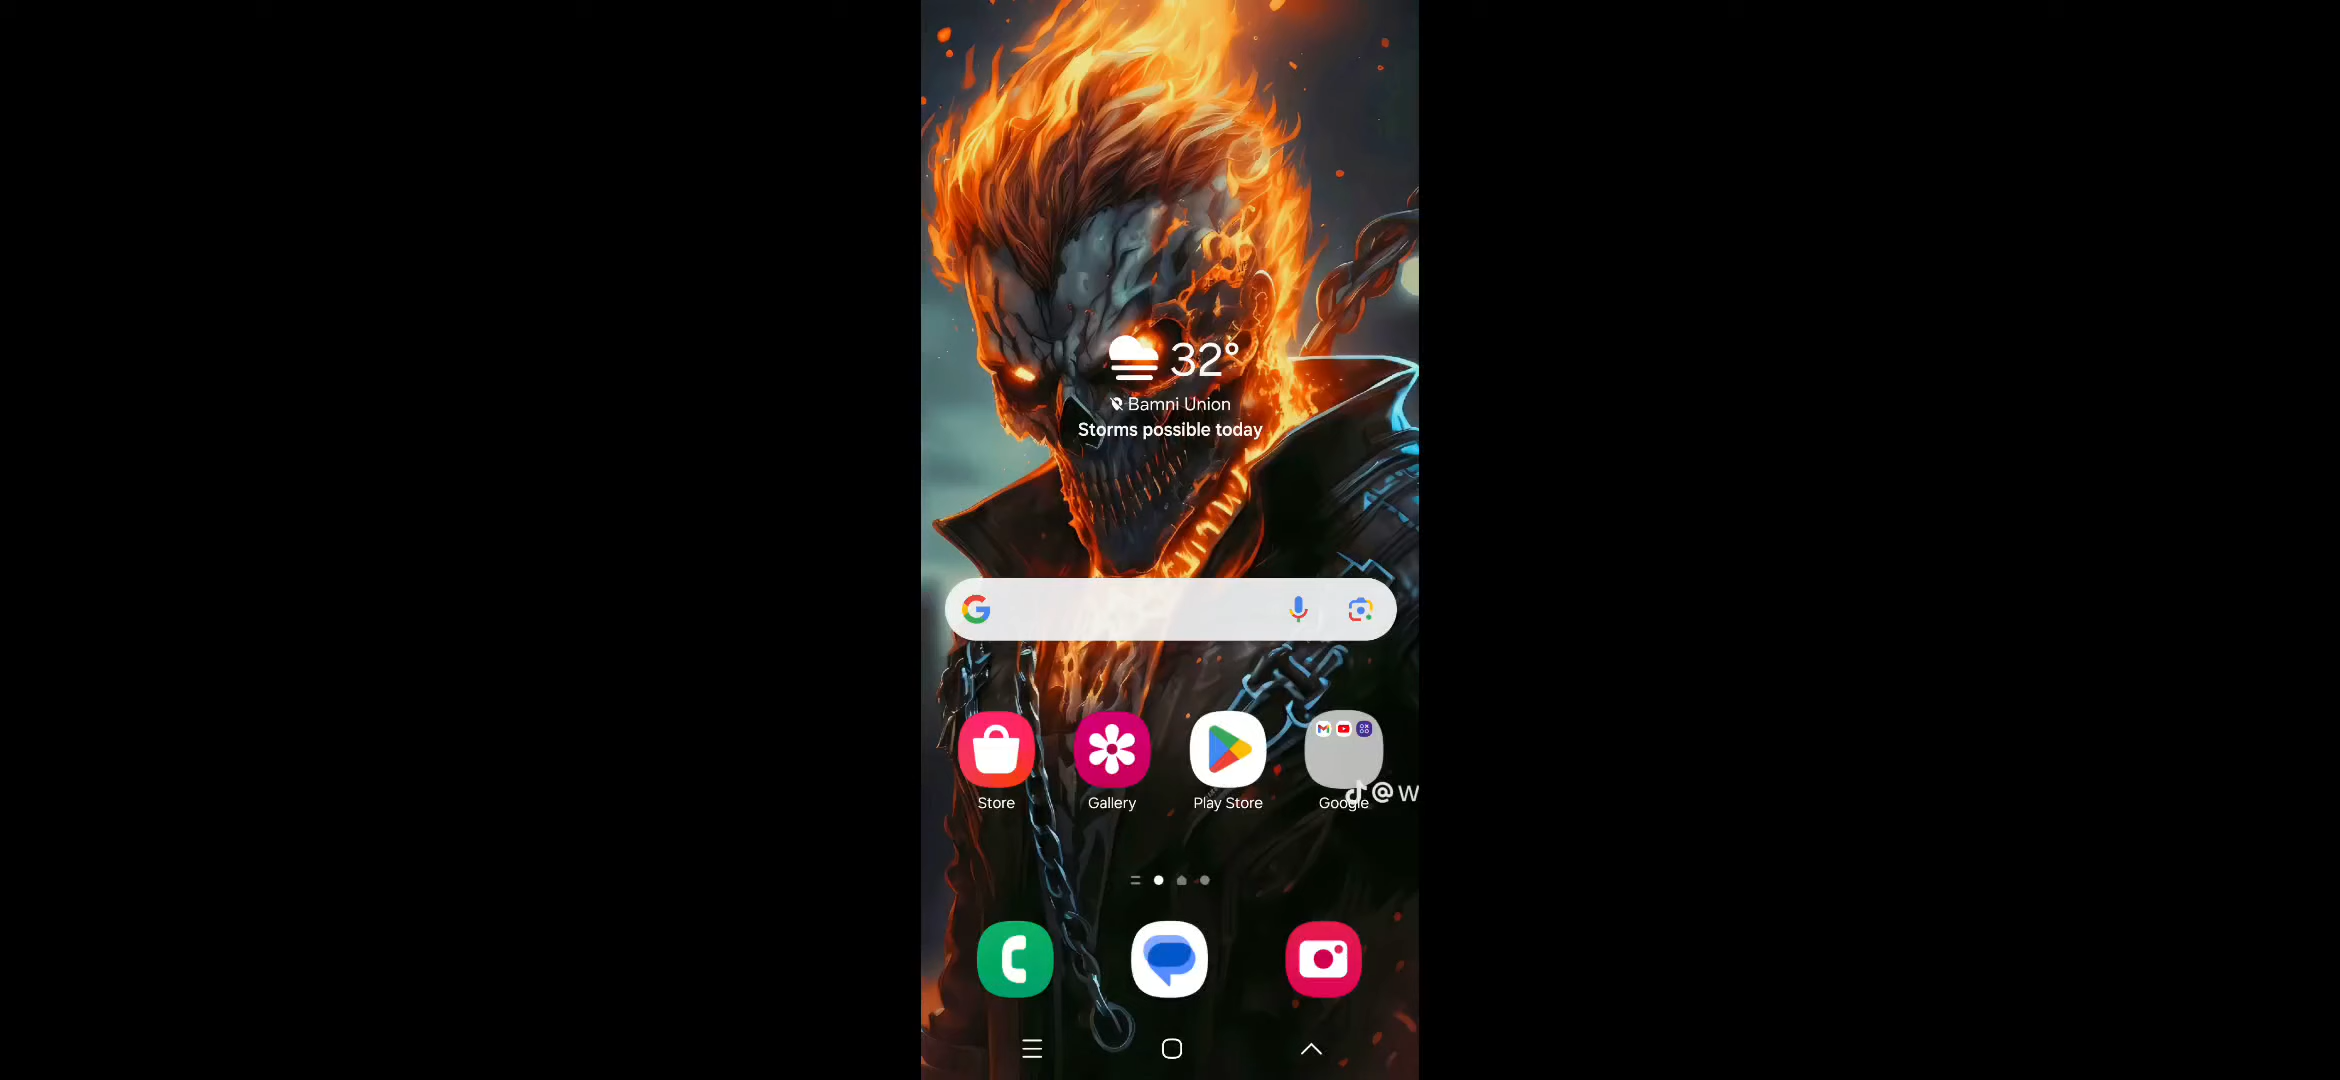 32°
Bamni Union
Storms possible today
Store
Gallery
Play Store
Google
@W